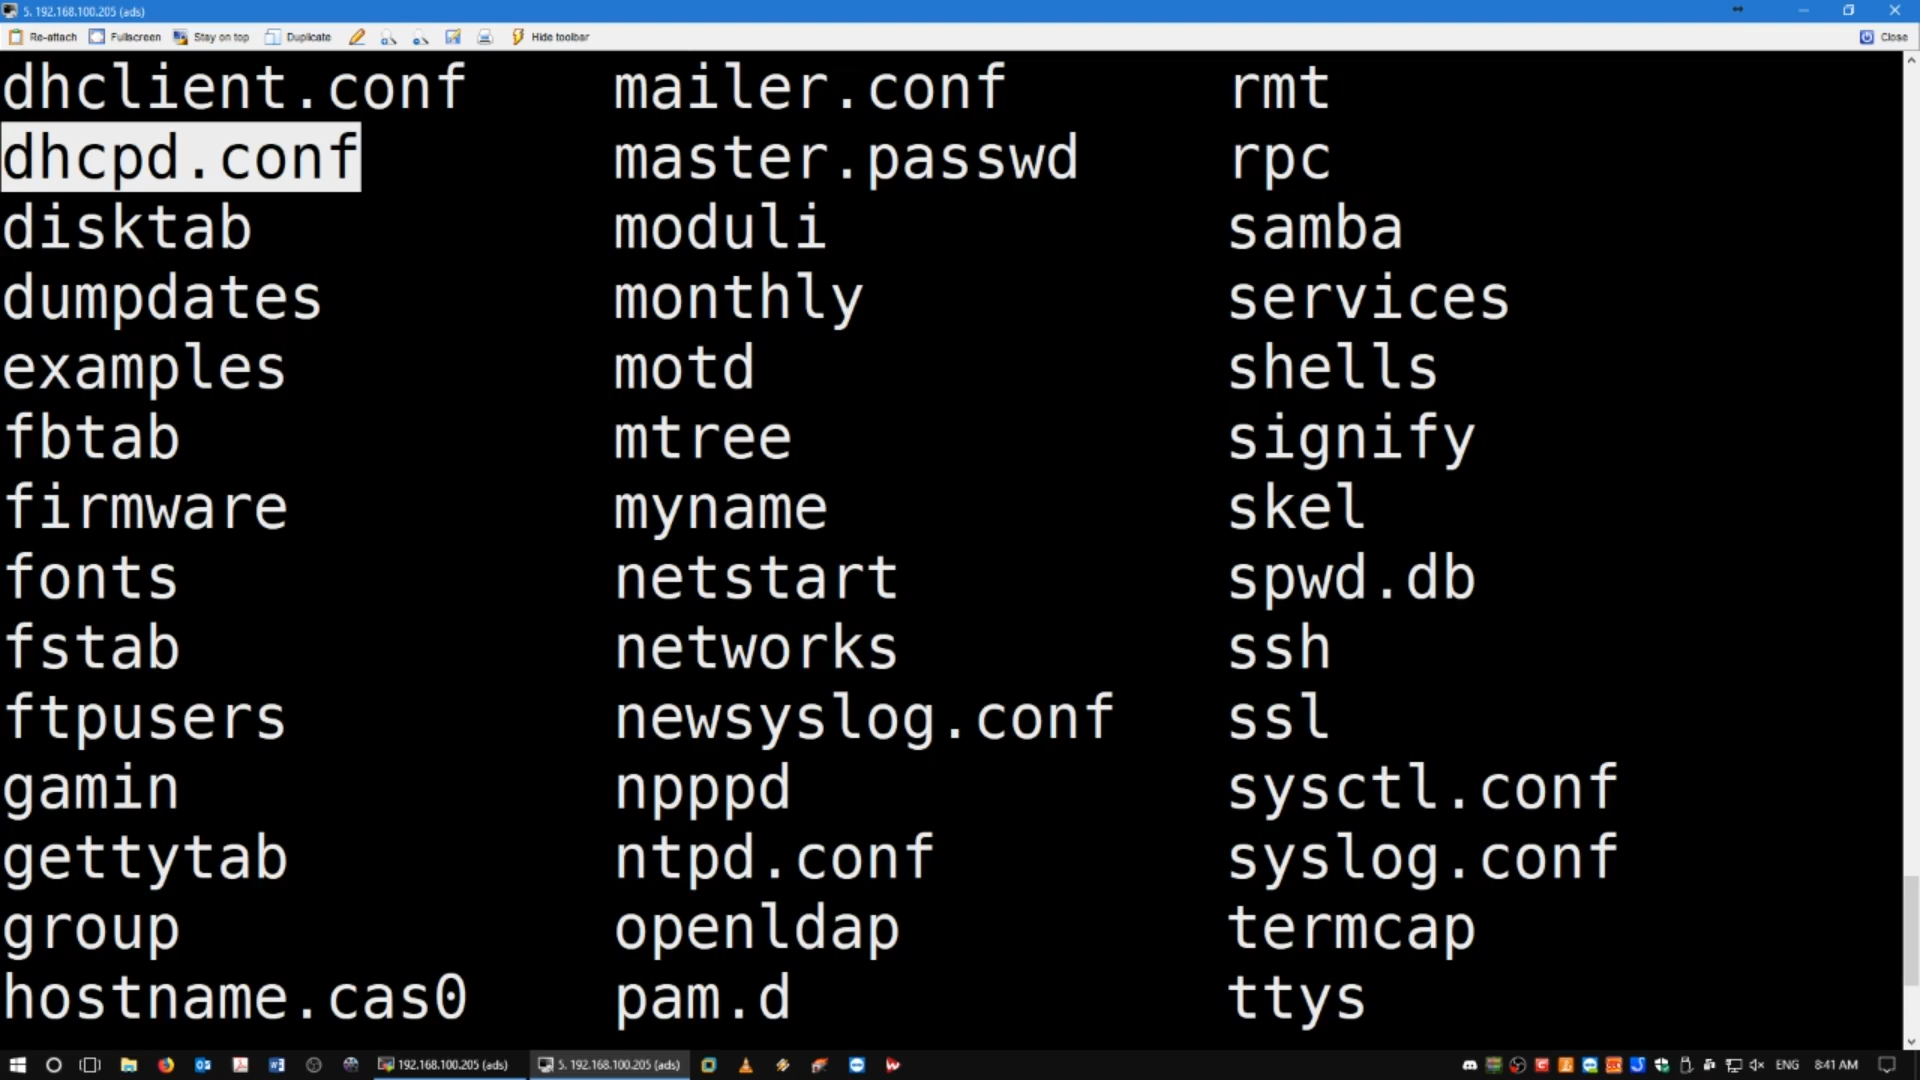 5. 192.168.100.205 (ads)
Re-attach Fullscreen Stay on top Duplicate Hide toolbar Close
dhclient.conf mailer.conf rmt
dhcpd.conf master.passwd rpc
disktab moduli samba
dumpdates monthly services
examples motd shells
fbtab mtree signify
firmware myname skel
fonts netstart spwd.db
fstab networks ssh
ftpusers newsyslog.conf ssl
gamin npppd sysctl.conf
gettytab ntpd.conf syslog.conf
group openldap termcap
hostname.cas0 pam.d ttys
192.168.100.205 (ads) 5. 192.168.100.205 (ads) ENG 8:41 AM